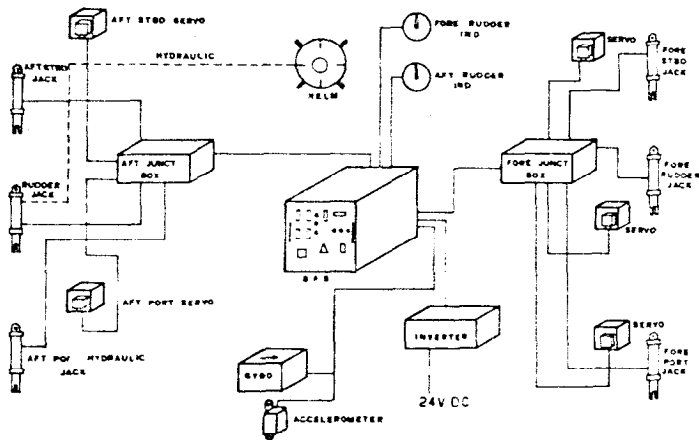 AFT STBD SERVO
FORE RUDDER
IND
SERVO
FORE
STBD
JACK
HYDRAULIC
AFT STBD
JACK
HELM
AFT RUDDER
IND
AFT JUNCT
BOX
FORE JUNCT
BOX
FORE
RUDDER
JACK
RUDDER
JACK
SERVO
AFT PORT SERVO
INVERTER
SERVO
AFT HYDRAULIC
JACK
GYRO
FORE
PORT
JACK
24V DC
ACCELEROMETER